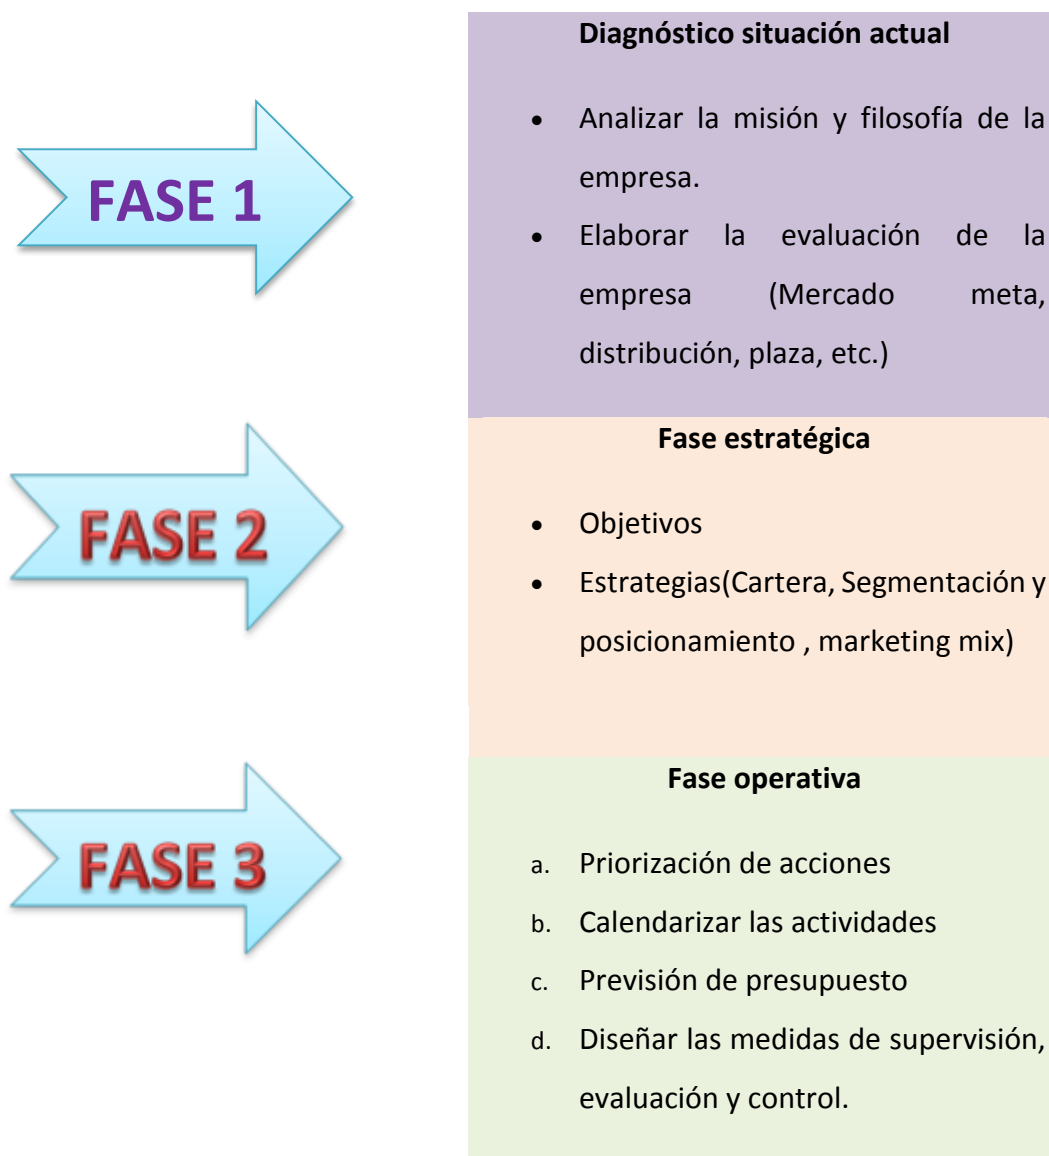 FASE 1
Diagnóstico situación actual
• Analizar la misión y filosofía de la
empresa.
• Elaborar la evaluación de la
empresa (Mercado meta,
distribución, plaza, etc.)
FASE 2
Fase estratégica
• Objetivos
• Estrategias(Cartera, Segmentación y
posicionamiento , marketing mix)
FASE 3
Fase operativa
a. Priorización de acciones
b. Calendarizar las actividades
c. Previsión de presupuesto
d. Diseñar las medidas de supervisión,
evaluación y control.